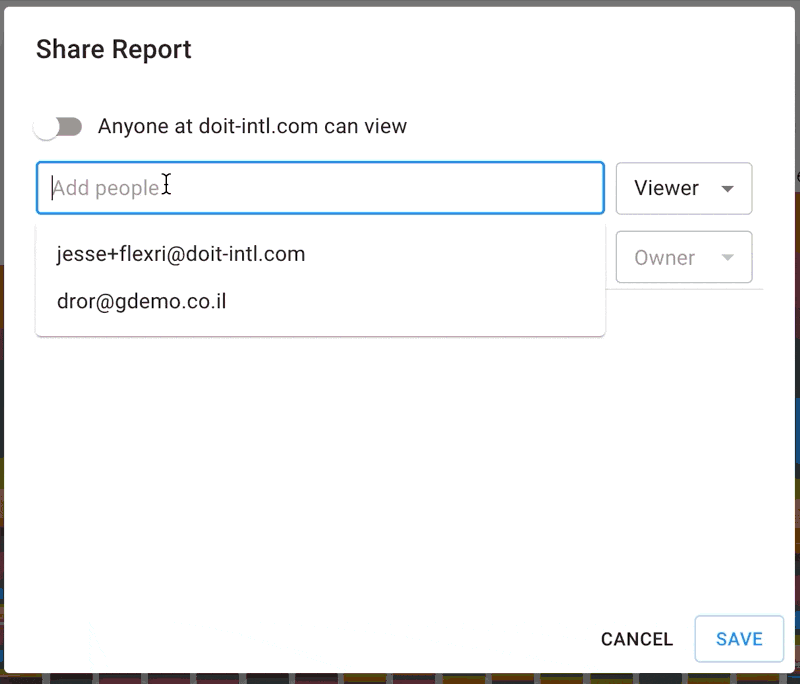 Share Report
Anyone at doit-intl.com can view
Add people
Viewer
jesse+flexri@doit-intl.com
Owner
dror@gdemo.co.il
CANCEL
SAVE